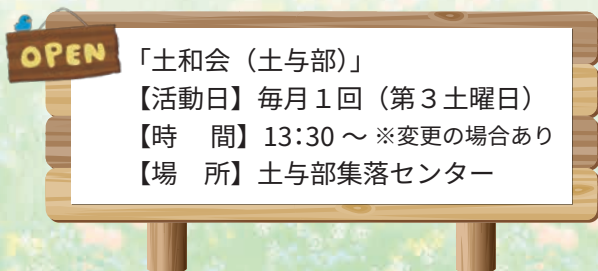 OPEN
「土和会（土与部）」
【活動日】毎月１回（第３土曜日）
【時　間】13：30 ～ ※変更の場合あり
【場　所】土与部集落センター